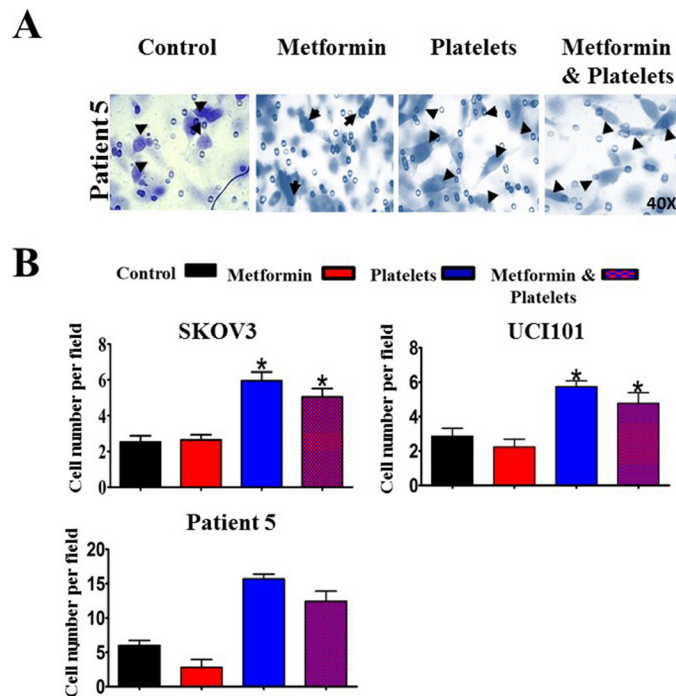 A
Control Metformin Platelets Metformin
& Platelets
Patient 5
40X
B
Control Metformin Platelets Metformin &
Platelets
SKOV3
Cell number per field
6
4
2
0
* *
UCI101
Cell number per field
8
6
4
2
0
* *
Patient 5
Cell number per field
20
15
10
5
0